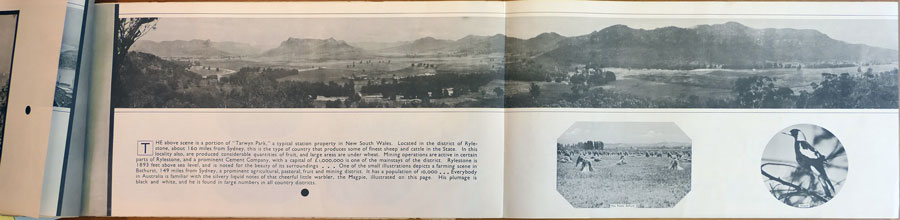 THE above scene is a portion of "Tarwyn Park," a typical station property in New South Wales. Located in the district of Ryle-
stone, about 160 miles from Sydney, this is the type of country that produces some of finest sheep and cattle in the State. In this
locality also, are produced considerable quantities of fruit, and large areas are under wheat. Mining operations are active in certain
parts of Rylestone, and a prominent Cement Company, with a capital of £1,000,000 is one of the mainstays of the district. Rylestone is
1893 feet above sea level, and is noted for the beauty of its surroundings . . . . One of the small illustrations depicts a farming scene in
Bathurst, 149 miles from Sydney, a prominent agricultural, pastoral, fruit and mining district. It has a population of 10,000 . . . Everybody
in Australia is familiar with the silvery liquid notes of that cheerful little warbler, the Magpie, illustrated on this page. His plumage is
black and white, and he is found in large numbers in all country districts.